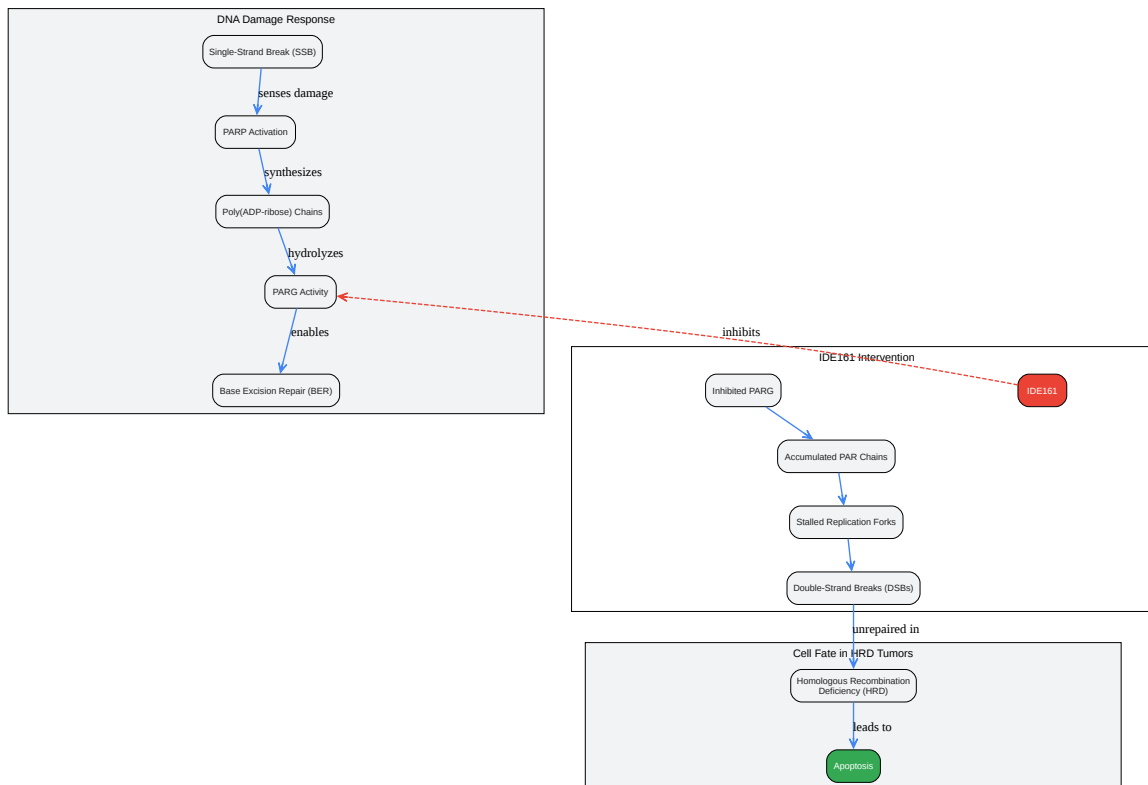 DNA Damage Response
Single-Strand Break (SSB)
senses damage
PARP Activation
synthesizes
Poly(ADP-ribose) Chains
hydrolyzes
PARG Activity
enables
Base Excision Repair (BER)
inhibits
IDE161 Intervention
Inhibited PARG
IDE161
Accumulated PAR Chains
Stalled Replication Forks
Double-Strand Breaks (DSBs)
unrepaired in
Cell Fate in HRD Tumors
Homologous Recombination
Deficiency (HRD)
leads to
Apoptosis